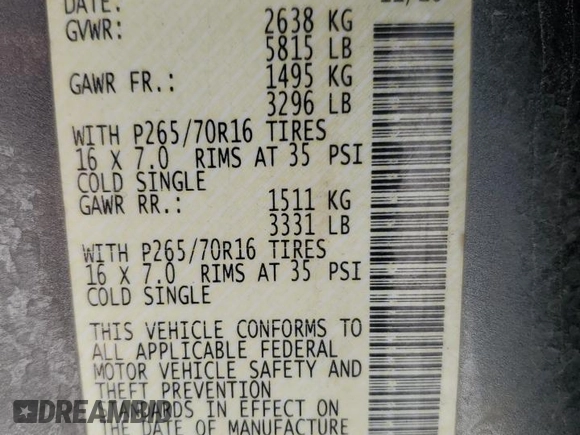 DATE:
GVWR: 2638 KG
5815 LB
GAWR FR.: 1495 KG
3296 LB
WITH P265/70R16 TIRES
16 X 7.0 RIMS AT 35 PSI
COLD SINGLE
GAWR RR.: 1511 KG
3331 LB
WITH P265/70R16 TIRES
16 X 7.0 RIMS AT 35 PSI
COLD SINGLE
THIS VEHICLE CONFORMS TO
ALL APPLICABLE FEDERAL
MOTOR VEHICLE SAFETY AND
THEFT PREVENTION
IN EFFECT ON
THE DATE OF MANUFACTURE
DREAMBID